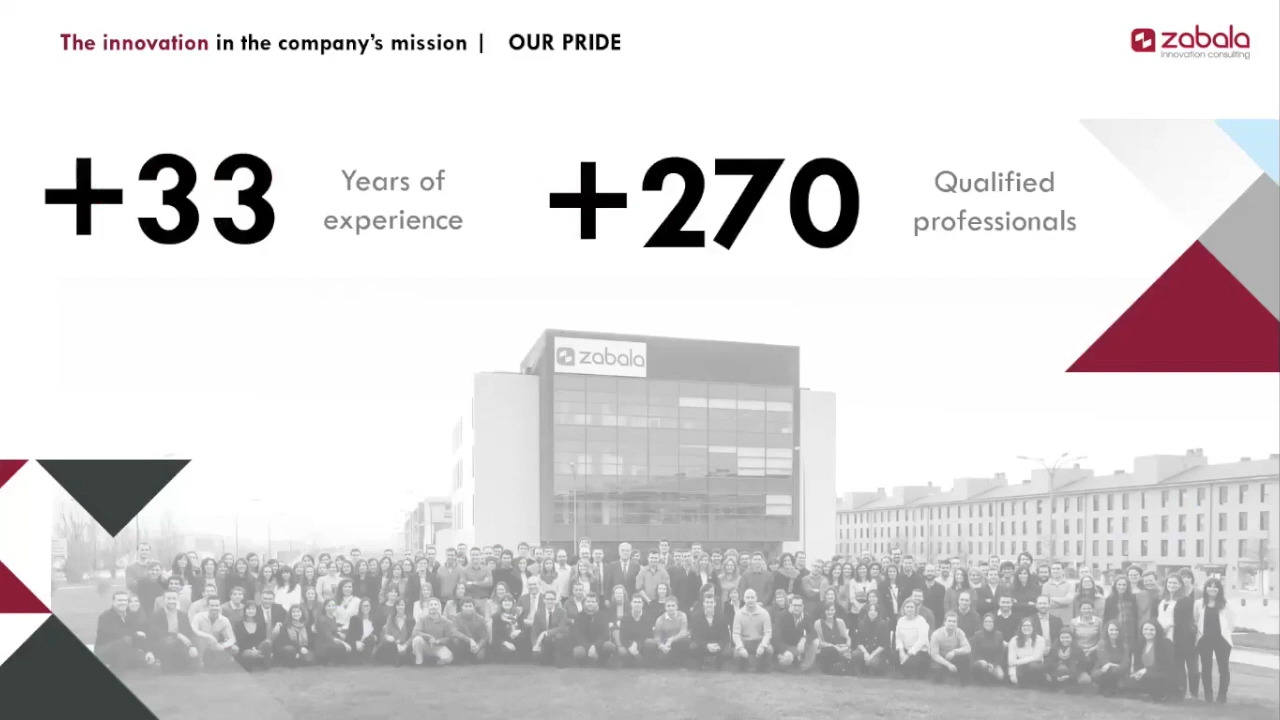 The innovation in the company's mission | OUR PRIDE
zabala
innovation consulting
+33
Years of
experience
+270
Qualified
professionals
zabala